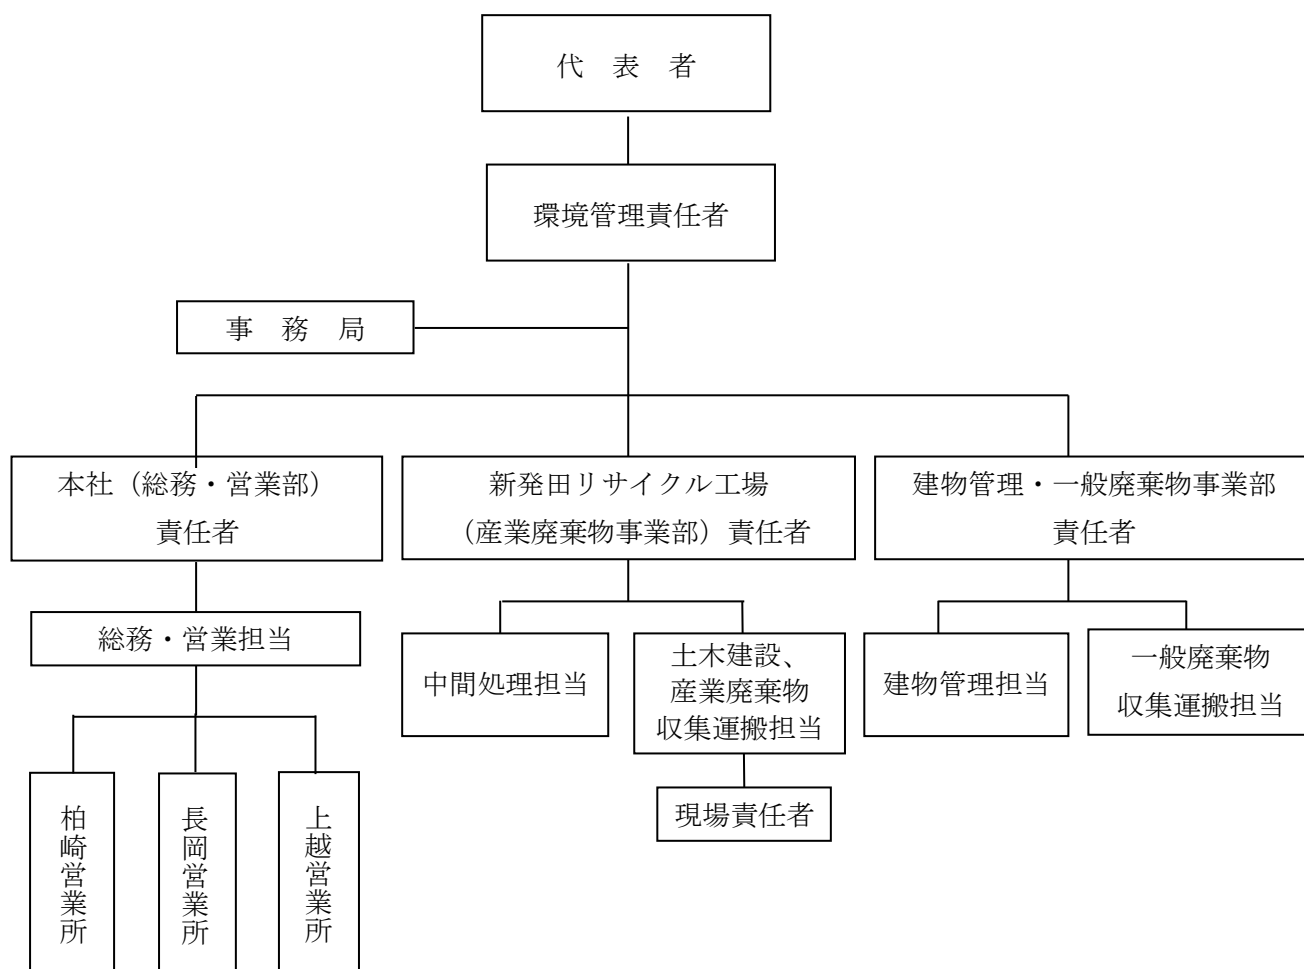 代　表　者
環境管理責任者
事　務　局
本社（総務・営業部）
責任者
新発田リサイクル工場
（産業廃棄物事業部）責任者
建物管理・一般廃棄物事業部
責任者
総務・営業担当
中間処理担当
土木建設、
産業廃棄物
収集運搬担当
建物管理担当
一般廃棄物
収集運搬担当
現場責任者
柏崎営業所
長岡営業所
上越営業所